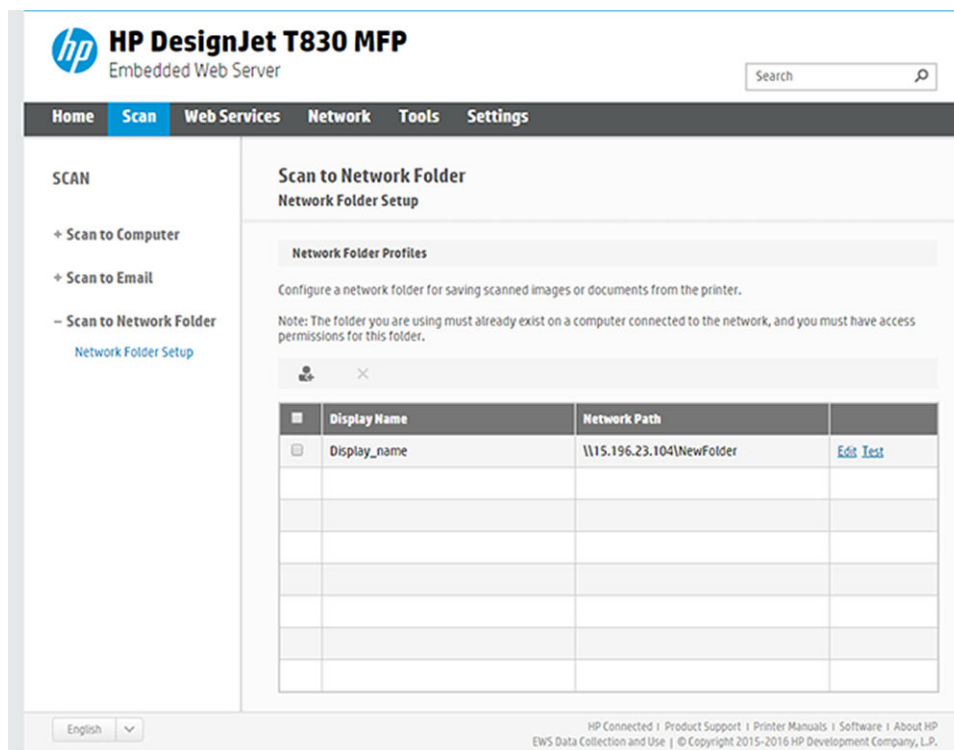 hp
HP DesignJet T830 MFP
Embedded Web Server
Search
Home Scan Web Services Network Tools Settings
SCAN
+ Scan to Computer
+ Scan to Email
– Scan to Network Folder
Network Folder Setup
Scan to Network Folder
Network Folder Setup
Network Folder Profiles
Configure a network folder for saving scanned images or documents from the printer.
Note: The folder you are using must already exist on a computer connected to the network, and you must have access
permissions for this folder.
Display Name Network Path
Display_name \\15.196.23.104\NewFolder Edit Test
English
HP Connected | Product Support | Printer Manuals | Software | About HP
EWS Data Collection and Use | © Copyright 2015-2016 HP Development Company, L.P.